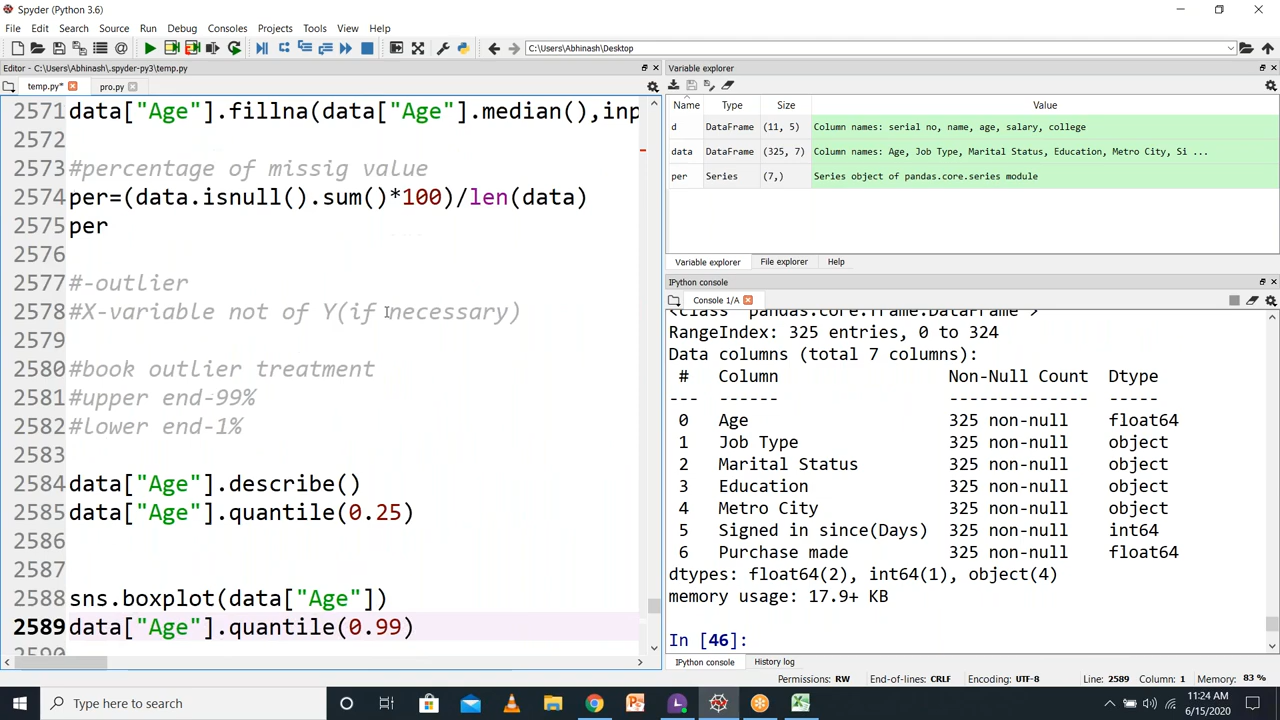 Spyder (Python 3.6)
File Edit Search Source Run Debug Consoles Projects Tools View Help
C:\Users\Abhinash\Desktop
Editor - C:\Users\Abhinash\.spyder-py3\temp.py
temp.py* pro.py
2571 data["Age"].fillna(data["Age"].median(),inp
2572
2573 #percentage of missig value
2574 per=(data.isnull().sum()*100)/len(data)
2575 per
2576
2577 #-outlier
2578 #X-variable not of Y(if necessary)
2579
2580 #book outlier treatment
2581 #upper end-99%
2582 #lower end-1%
2583
2584 data["Age"].describe()
2585 data["Age"].quantile(0.25)
2586
2587
2588 sns.boxplot(data["Age"])
2589 data["Age"].quantile(0.99)
2590
Variable explorer
Name Type Size Value
d DataFrame (11, 5) Column names: serial no, name, age, salary, college
data DataFrame (325, 7) Column names: Age, Job Type, Marital Status, Education, Metro City, Si ...
per Series (7,) Series object of pandas.core.series module
Variable explorer File explorer Help
IPython console
Console 1/A
<class 'pandas.core.frame.DataFrame'>
RangeIndex: 325 entries, 0 to 324
Data columns (total 7 columns):
# Column Non-Null Count Dtype
--- ------ -------------- -----
0 Age 325 non-null float64
1 Job Type 325 non-null object
2 Marital Status 325 non-null object
3 Education 325 non-null object
4 Metro City 325 non-null object
5 Signed in since(Days) 325 non-null int64
6 Purchase made 325 non-null float64
dtypes: float64(2), int64(1), object(4)
memory usage: 17.9+ KB
In [46]:
IPython console History log
Permissions: RW End-of-lines: CRLF Encoding: UTF-8 Line: 2589 Column: 1 Memory: 83 %
Type here to search
11:24 AM
6/15/2020